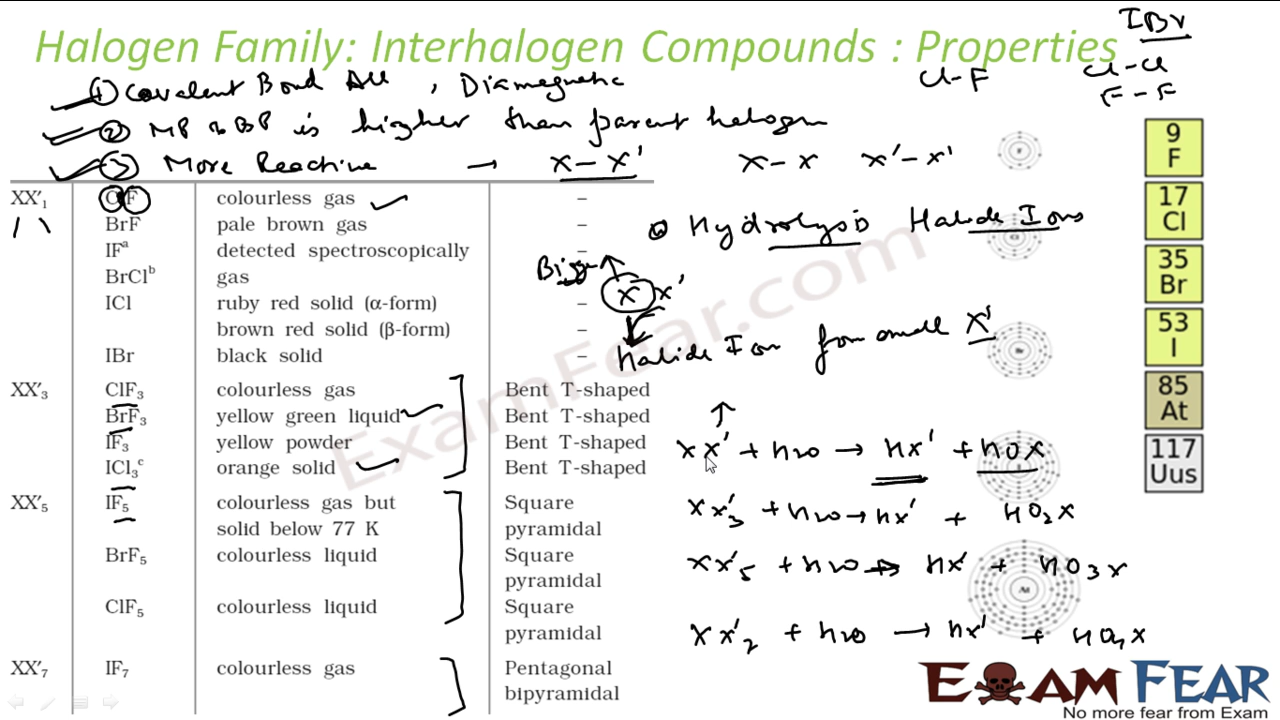 Halogen Family: Interhalogen Compounds : Properties
IBr
① Covalent Bond All , Diamagnetic
Cl-F
Cl-Cl
F-F
② MP & BP is higher than parent halogen
③ More Reactive → X-X' X-X X'-X'
XX'₁ ClF colourless gas –
BrF pale brown gas –
IFᵃ detected spectroscopically –
BrClᵇ gas –
ICl ruby red solid (α-form) –
brown red solid (β-form) –
IBr black solid –
XX'₃ ClF₃ colourless gas Bent T-shaped
BrF₃ yellow green liquid Bent T-shaped
IF₃ yellow powder Bent T-shaped
ICl₃ᶜ orange solid Bent T-shaped
XX'₅ IF₅ colourless gas but Square
solid below 77 K pyramidal
BrF₅ colourless liquid Square
pyramidal
ClF₅ colourless liquid Square
pyramidal
XX'₇ IF₇ colourless gas Pentagonal
bipyramidal
Hydrolysis Halide Ions
X X'
Halide Ion from small X'
XX' + H2O → HX' + HOX
XX'₃ + H2O → HX' + HO2X
XX'₅ + H2O → HX' + HO3X
XX'₂ + H2O → HX' + HO4X
9
F
17
Cl
35
Br
53
I
85
At
117
Uus
ExamFear.com
EXAM FEAR
No more fear from Exam